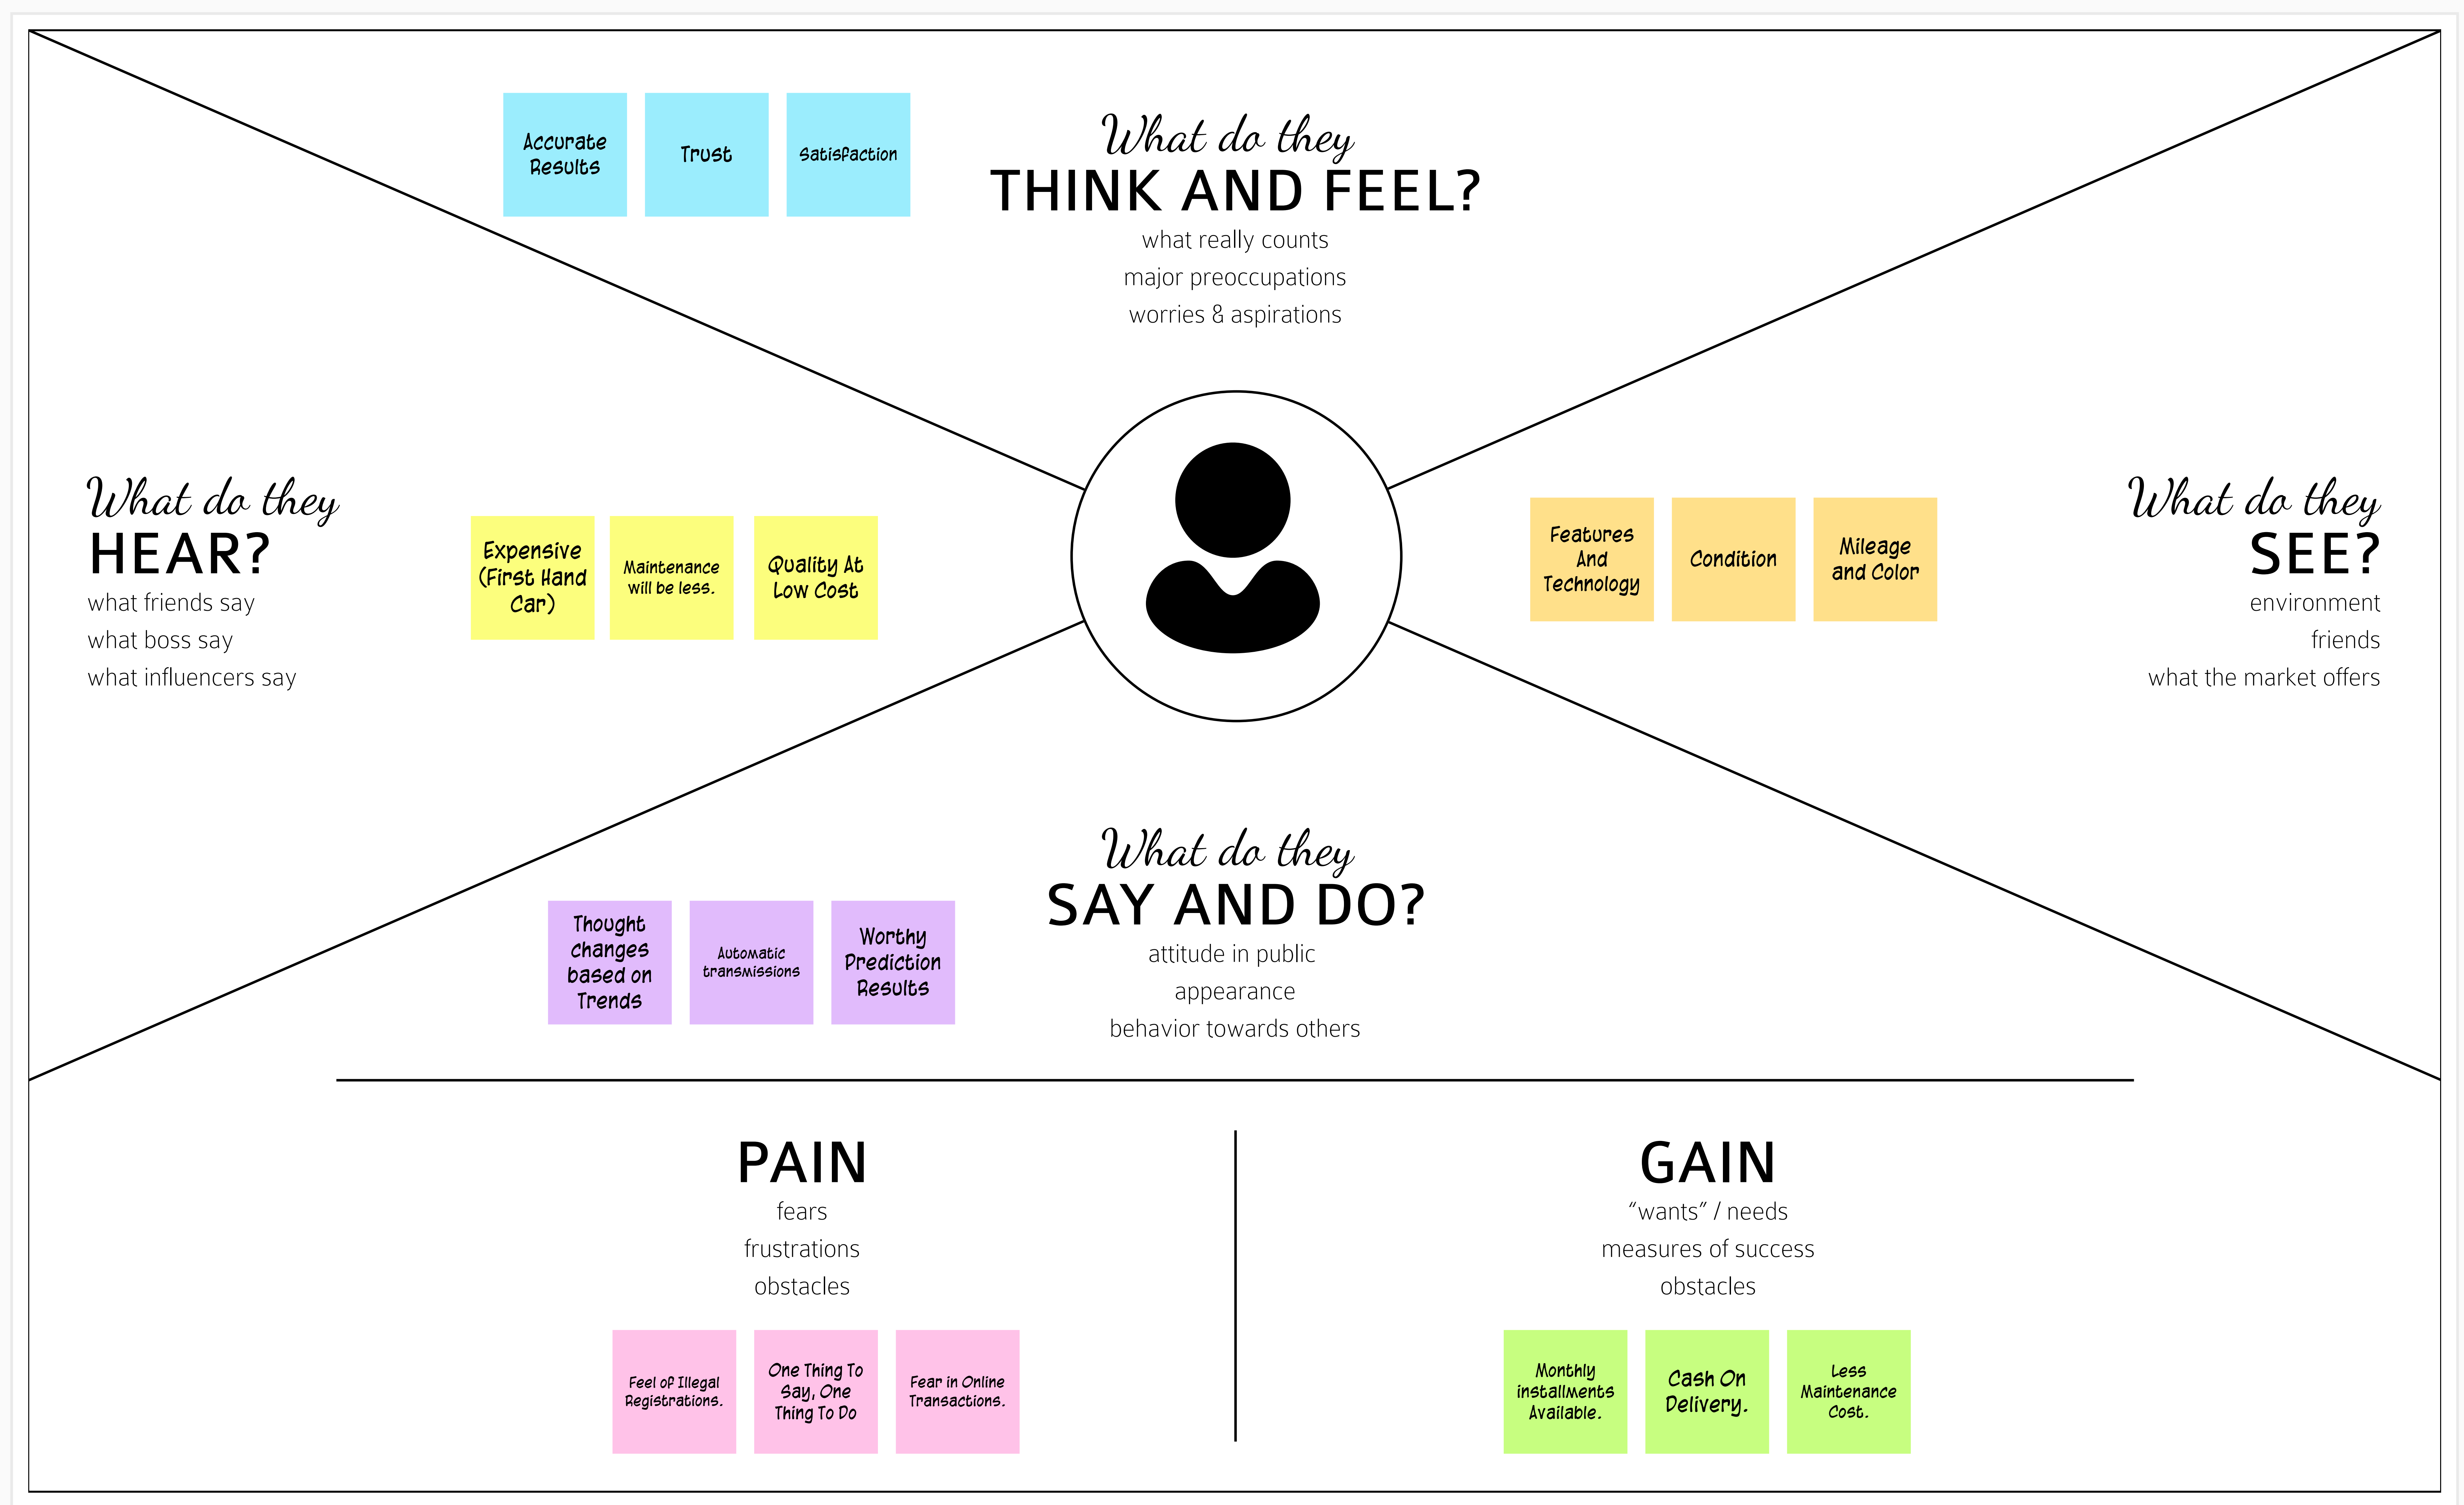 Accurate
Results
Trust
Satisfaction
What do they
THINK AND FEEL?
what really counts
major preoccupations
worries & aspirations
What do they
HEAR?
what friends say
what boss say
what influencers say
Expensive
(First Hand
Car)
Maintenance
will be less.
Quality At
Low Cost
Features
And
Technology
Condition
Mileage
and Color
What do they
SEE?
environment
friends
what the market offers
What do they
SAY AND DO?
attitude in public
appearance
behavior towards others
Thought
changes
based on
Trends
Automatic
transmissions
Worthy
Prediction
Results
PAIN
fears
frustrations
obstacles
Feel of Illegal
Registrations.
One Thing To
Say, One
Thing To Do
Fear in Online
Transactions.
GAIN
“wants” / needs
measures of success
obstacles
Monthly
installments
Available.
Cash On
Delivery.
Less
Maintenance
Cost.